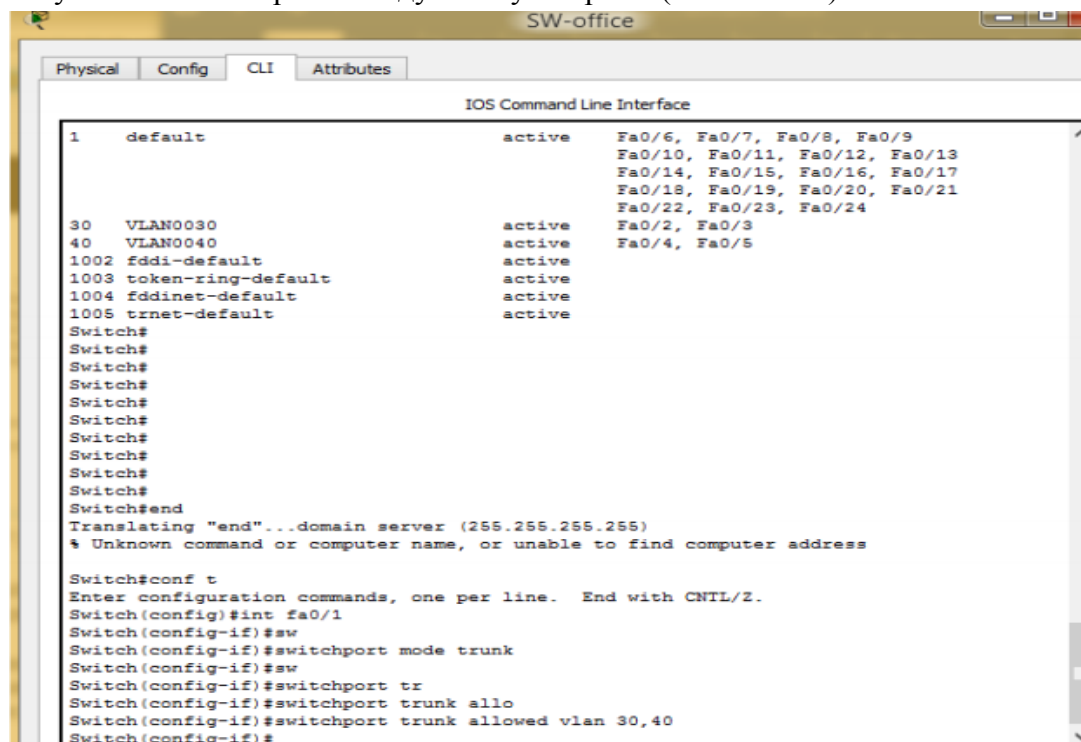 SW-office
Physical Config CLI Attributes
IOS Command Line Interface
1 default active Fa0/6, Fa0/7, Fa0/8, Fa0/9
Fa0/10, Fa0/11, Fa0/12, Fa0/13
Fa0/14, Fa0/15, Fa0/16, Fa0/17
Fa0/18, Fa0/19, Fa0/20, Fa0/21
Fa0/22, Fa0/23, Fa0/24
30 VLAN0030 active Fa0/2, Fa0/3
40 VLAN0040 active Fa0/4, Fa0/5
1002 fddi-default active
1003 token-ring-default active
1004 fddinet-default active
1005 trnet-default active
Switch#
Switch#
Switch#
Switch#
Switch#
Switch#
Switch#
Switch#
Switch#
Switch#
Switch#end
Translating "end"...domain server (255.255.255.255)
% Unknown command or computer name, or unable to find computer address
Switch#conf t
Enter configuration commands, one per line. End with CNTL/Z.
Switch(config)#int fa0/1
Switch(config-if)#sw
Switch(config-if)#switchport mode trunk
Switch(config-if)#sw
Switch(config-if)#switchport tr
Switch(config-if)#switchport trunk allo
Switch(config-if)#switchport trunk allowed vlan 30,40
Switch(config-if)#